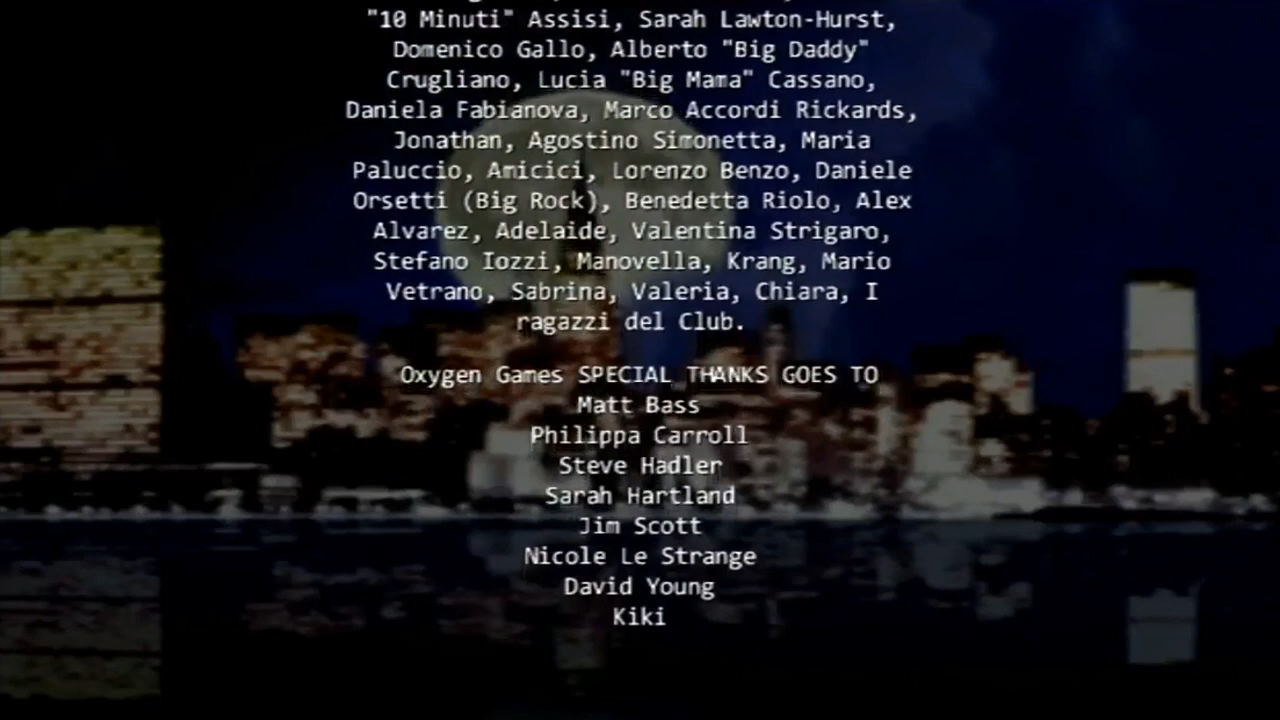 "10 Minuti" Assisi, Sarah Lawton-Hurst,
Domenico Gallo, Alberto "Big Daddy"
Crugliano, Lucia "Big Mama" Cassano,
Daniela Fabianova, Marco Accordi Rickards,
Jonathan, Agostino Simonetta, Maria
Paluccio, Amicici, Lorenzo Benzo, Daniele
Orsetti (Big Rock), Benedetta Riolo, Alex
Alvarez, Adelaide, Valentina Strigaro,
Stefano Iozzi, Manovella, Krang, Mario
Vetrano, Sabrina, Valeria, Chiara, I
ragazzi del Club.
Oxygen Games SPECIAL THANKS GOES TO
Matt Bass
Philippa Carroll
Steve Hadler
Sarah Hartland
Jim Scott
Nicole Le Strange
David Young
Kiki